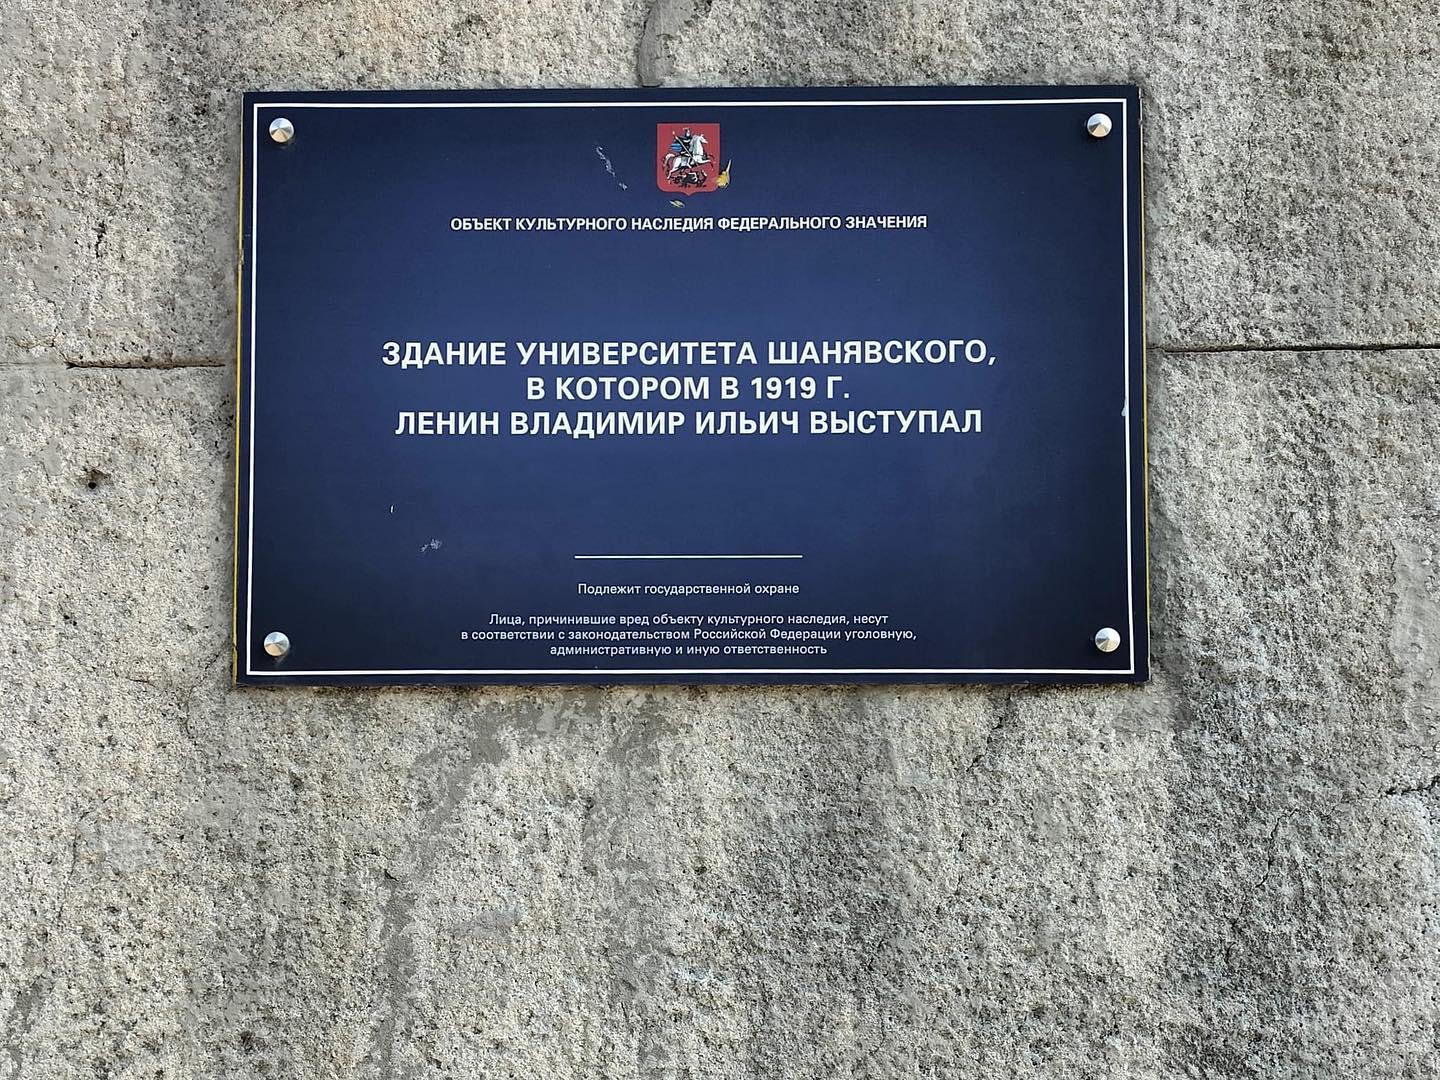 ОБЪЕКТ КУЛЬТУРНОГО НАСЛЕДИЯ ФЕДЕРАЛЬНОГО ЗНАЧЕНИЯ
ЗДАНИЕ УНИВЕРСИТЕТА ШАНЯВСКОГО,
В КОТОРОМ В 1919 Г.
ЛЕНИН ВЛАДИМИР ИЛЬИЧ ВЫСТУПАЛ
Подлежит государственной охране
Лица, причинившие вред объекту культурного наследия, несут
в соответствии с законодательством Российской Федерации уголовную,
административную и иную ответственность